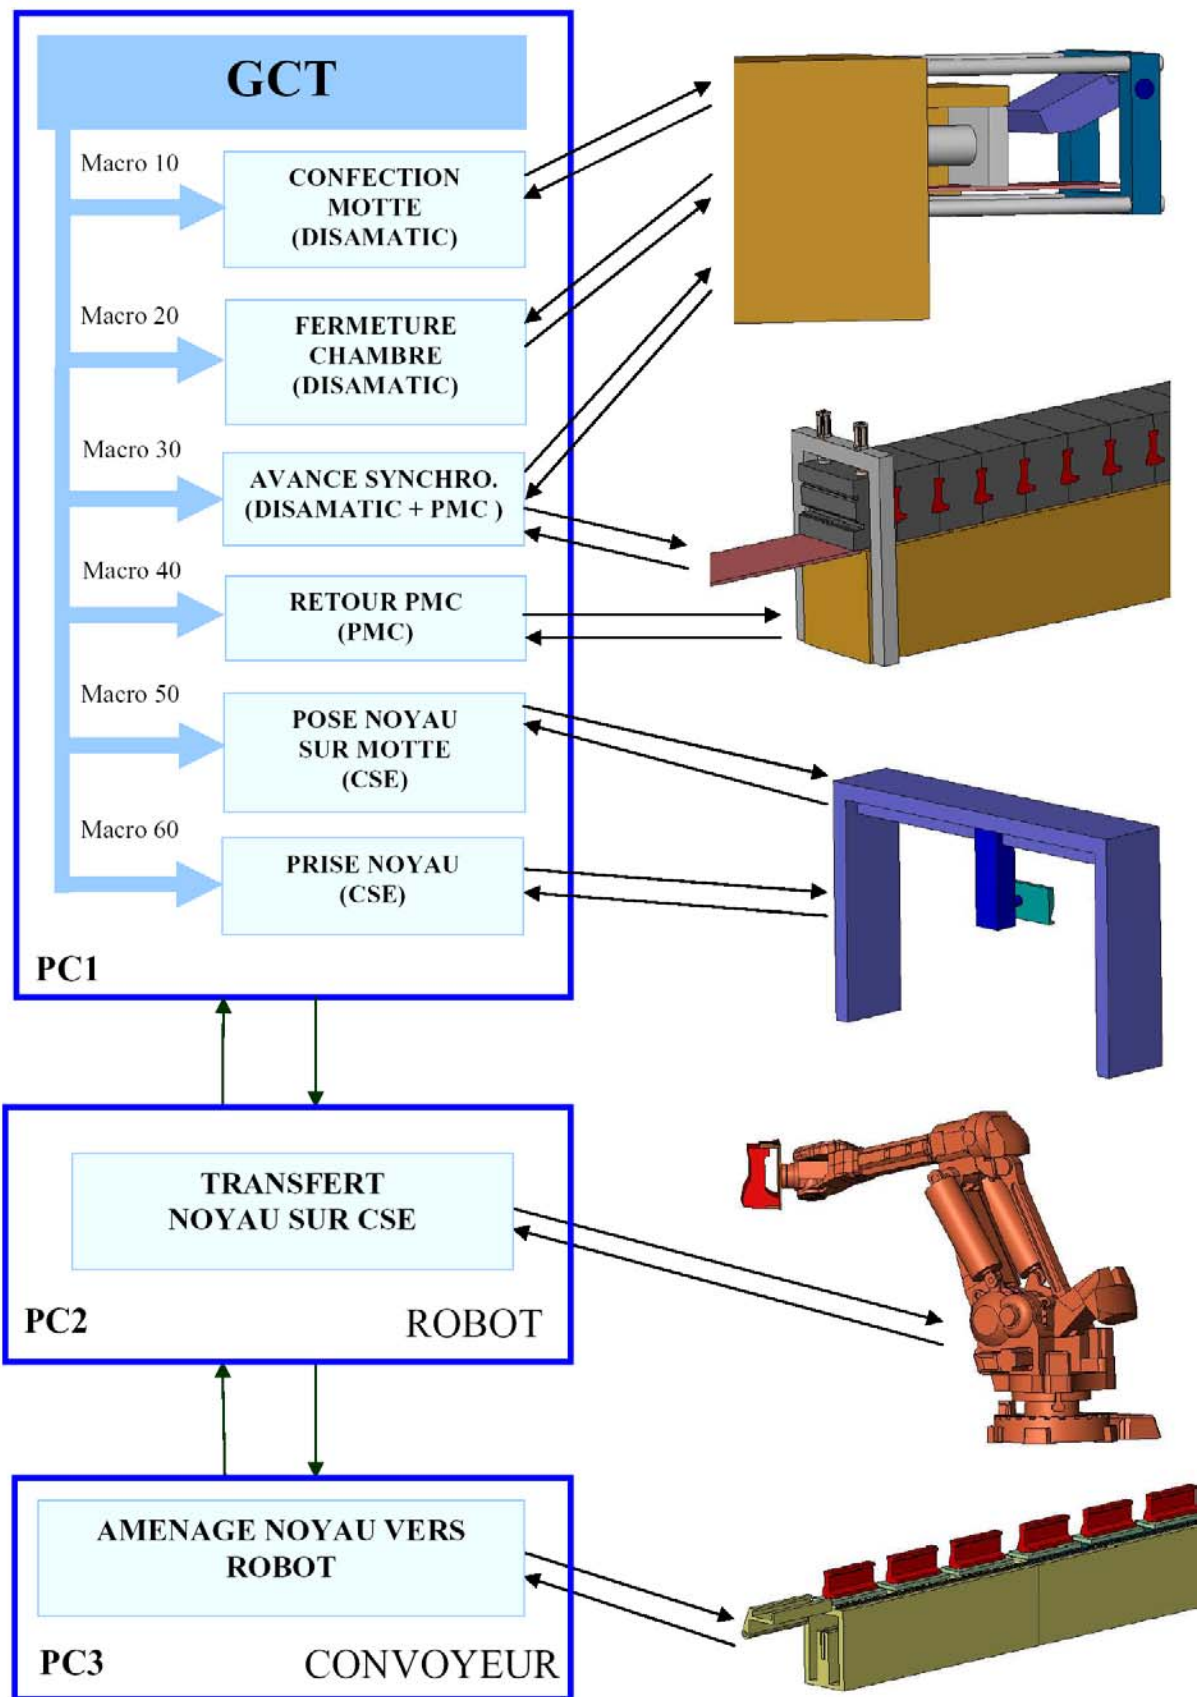 GCT
Macro 10
CONFECTION
MOTTE
(DISAMATIC)
Macro 20
FERMETURE
CHAMBRE
(DISAMATIC)
Macro 30
AVANCE SYNCHRO.
(DISAMATIC + PMC )
Macro 40
RETOUR PMC
(PMC)
Macro 50
POSE NOYAU
SUR MOTTE
(CSE)
Macro 60
PRISE NOYAU
(CSE)
PC1
TRANSFERT
NOYAU SUR CSE
PC2 ROBOT
AMENAGE NOYAU VERS
ROBOT
PC3 CONVOYEUR